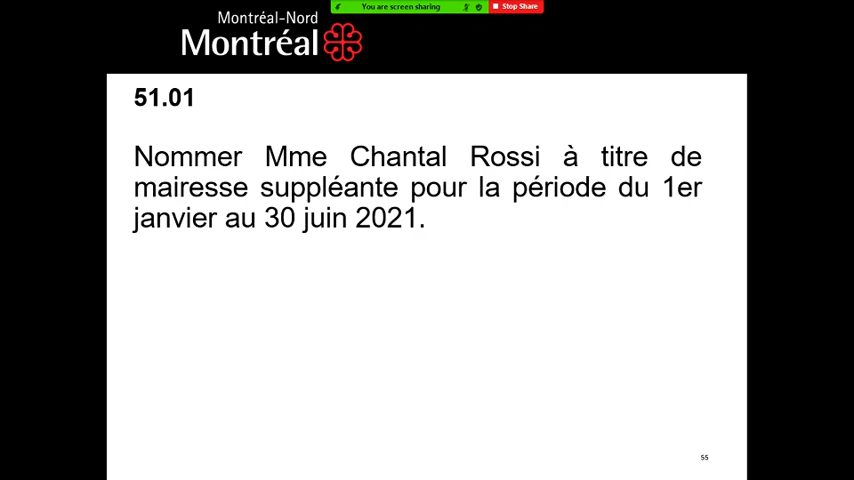 You are screen sharing
Stop Share
Montréal-Nord
Montréal
51.01
Nommer Mme Chantal Rossi à titre de
mairesse suppléante pour la période du 1er
janvier au 30 juin 2021.
55